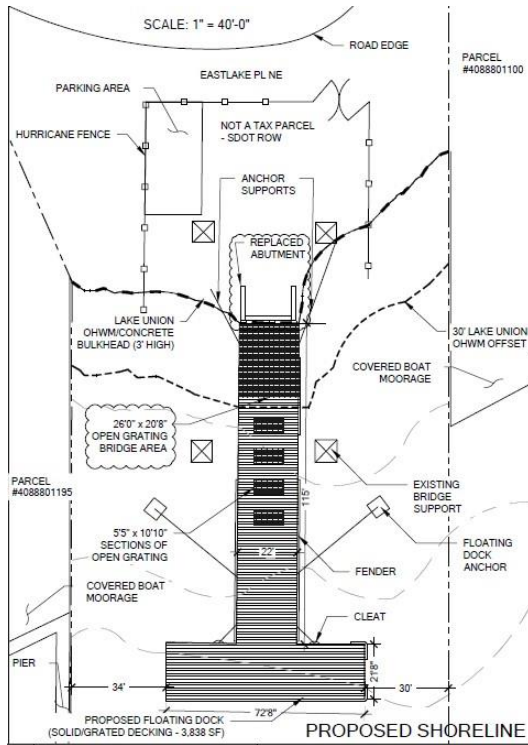 SCALE: 1" = 40'-0"
ROAD EDGE
PARCEL
#4088801100
EASTLAKE PL NE
PARKING AREA
NOT A TAX PARCEL
- SDOT ROW
HURRICANE FENCE
ANCHOR
SUPPORTS
REPLACED
ABUTMENT
LAKE UNION
OHWM/CONCRETE
BULKHEAD (3' HIGH)
30' LAKE UNION
OHWM OFFSET
COVERED BOAT
MOORAGE
26'0" x 20'8"
OPEN GRATING
BRIDGE AREA
PARCEL
#4088801195
EXISTING
BRIDGE
SUPPORT
115'
5'5" x 10'10"
SECTIONS OF
OPEN GRATING
22'
FLOATING
DOCK
ANCHOR
FENDER
COVERED BOAT
MOORAGE
CLEAT
PIER
21'8"
34'
30'
72'8"
PROPOSED FLOATING DOCK
(SOLID/GRATED DECKING - 3,838 SF)
PROPOSED SHORELINE